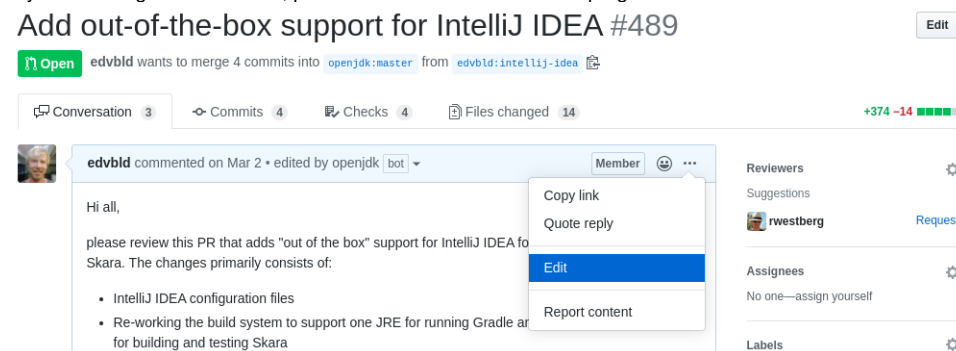 Add out-of-the-box support for IntelliJ IDEA #489
Edit
Open edvbld wants to merge 4 commits into openjdk:master from edvbld:intellij-idea
Conversation 3 Commits 4 Checks 4 Files changed 14 +374 −14
edvbld commented on Mar 2 • edited by openjdk bot Member
Copy link
Quote reply
Edit
Report content
Hi all,
please review this PR that adds "out of the box" support for IntelliJ IDEA fo
Skara. The changes primarily consists of:
• IntelliJ IDEA configuration files
• Re-working the build system to support one JRE for running Gradle an
for building and testing Skara
Reviewers
Suggestions
rwestberg Reques
Assignees
No one—assign yourself
Labels